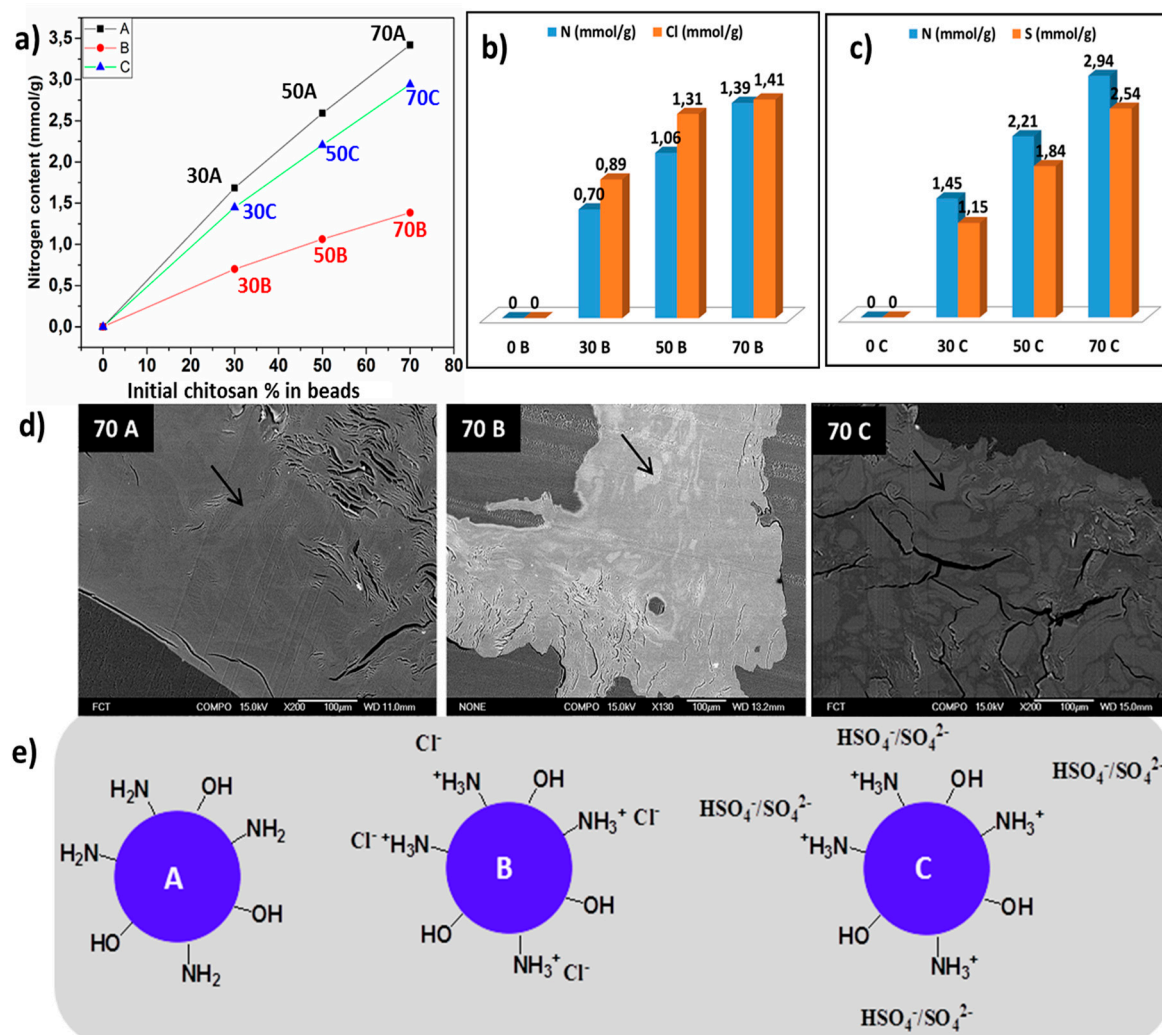 a)
A
B
C
70A
50A
70C
30A
50C
30C
70B
50B
30B
Nitrogen content (mmol/g)
3,5
3,0
2,5
2,0
1,5
1,0
0,5
0,0
0 10 20 30 40 50 60 70 80
Initial chitosan % in beads
b)
N (mmol/g) Cl (mmol/g)
0 0
0,70 0,89
1,06 1,31
1,39 1,41
0 B 30 B 50 B 70 B
c)
N (mmol/g) S (mmol/g)
0 0
1,45 1,15
2,21 1,84
2,94 2,54
0 C 30 C 50 C 70 C
d)
70 A
FCT COMPO 15.0kV X200 100µm WD 11.0mm
70 B
NONE COMPO 15.0kV X130 100µm WD 13.2mm
70 C
FCT COMPO 15.0kV X200 100µm WD 15.0mm
e)
H₂N
OH
NH₂
H₂N
A
OH
HO
NH₂
Cl⁻
⁺H₃N
OH
NH₃⁺ Cl⁻
Cl⁻ ⁺H₃N
B
OH
HO
NH₃⁺ Cl⁻
HSO₄⁻/SO₄²⁻
HSO₄⁻/SO₄²⁻
HSO₄⁻/SO₄²⁻
⁺H₃N
OH
NH₃⁺
⁺H₃N
C
OH
HO
NH₃⁺
HSO₄⁻/SO₄²⁻